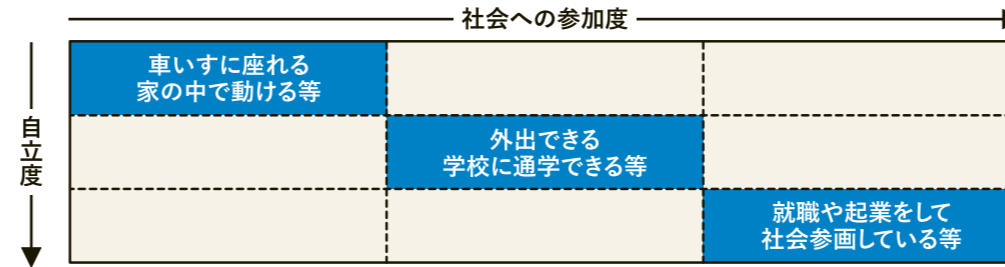 社会への参加度
車いすに座れる
家の中で動ける等
自立度
外出できる
学校に通学できる等
就職や起業をして
社会参画している等